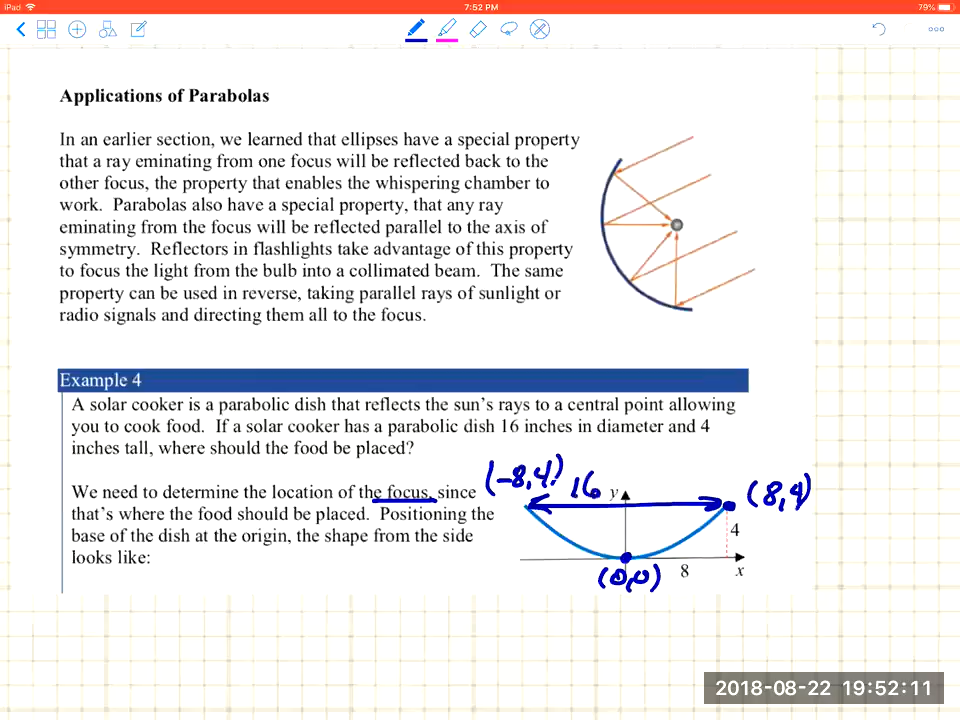 iPad 7:52 PM 79%
Applications of Parabolas
In an earlier section, we learned that ellipses have a special property
that a ray eminating from one focus will be reflected back to the
other focus, the property that enables the whispering chamber to
work. Parabolas also have a special property, that any ray
eminating from the focus will be reflected parallel to the axis of
symmetry. Reflectors in flashlights take advantage of this property
to focus the light from the bulb into a collimated beam. The same
property can be used in reverse, taking parallel rays of sunlight or
radio signals and directing them all to the focus.
Example 4
A solar cooker is a parabolic dish that reflects the sun's rays to a central point allowing
you to cook food. If a solar cooker has a parabolic dish 16 inches in diameter and 4
inches tall, where should the food be placed?
We need to determine the location of the focus, since
that's where the food should be placed. Positioning the
base of the dish at the origin, the shape from the side
looks like:
(-8,4) 16 y (8,4)
4
(0,0) 8 x
2018-08-22 19:52:11